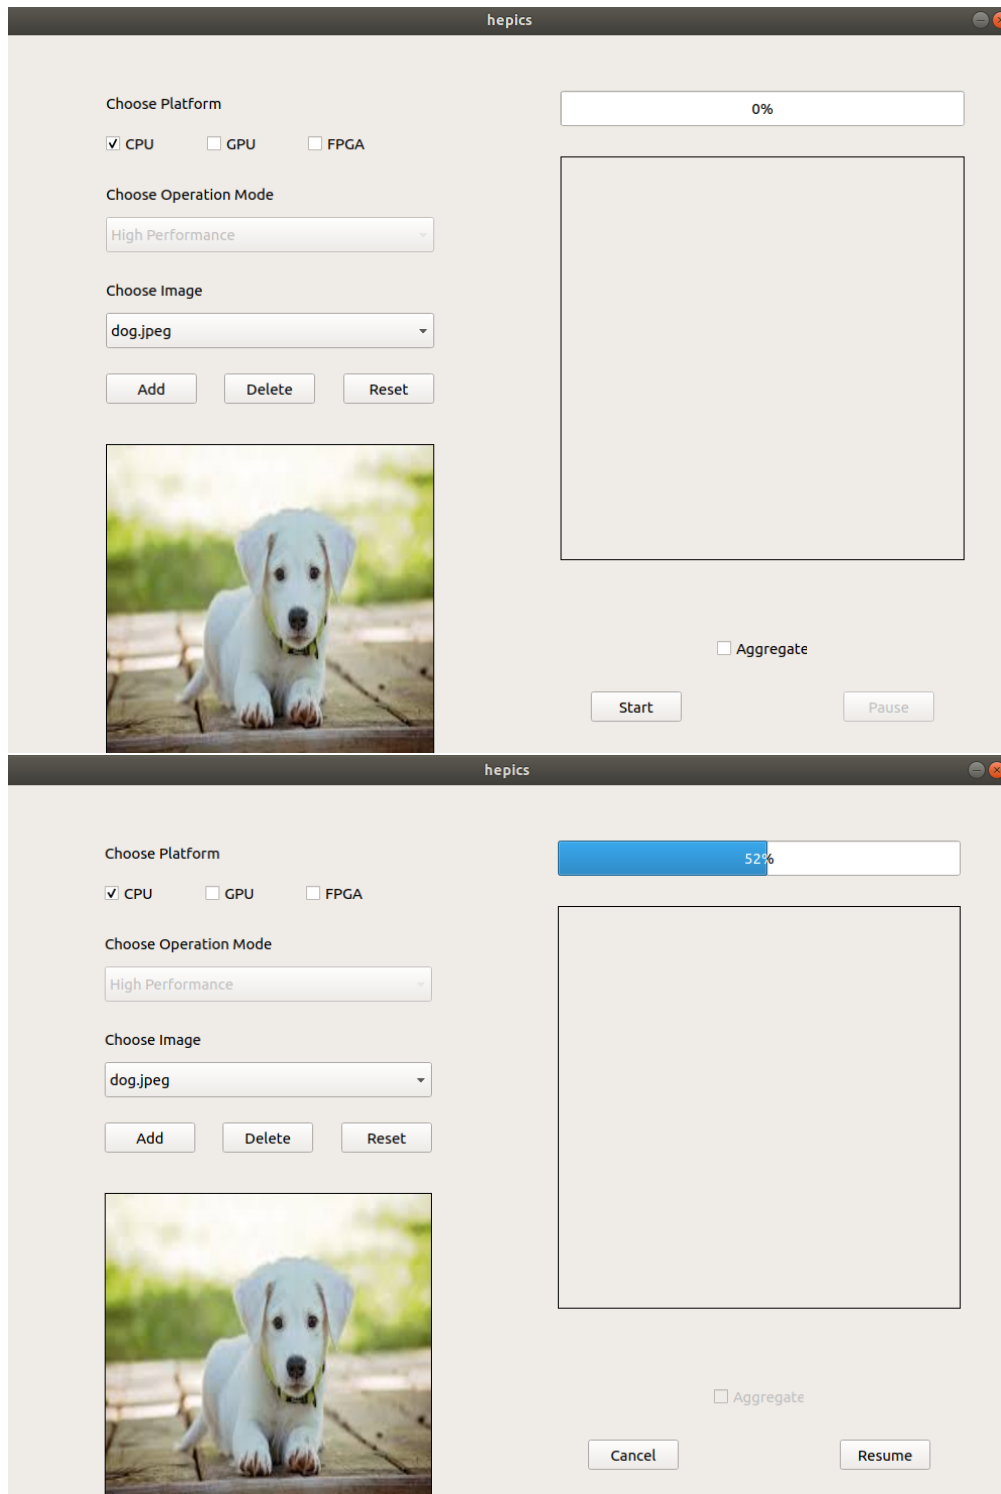 hepics
Choose Platform
CPU GPU FPGA
Choose Operation Mode
High Performance
Choose Image
dog.jpeg
Add Delete Reset
0%
Aggregate
Start Pause
hepics
Choose Platform
CPU GPU FPGA
Choose Operation Mode
High Performance
Choose Image
dog.jpeg
Add Delete Reset
52%
Aggregate
Cancel Resume